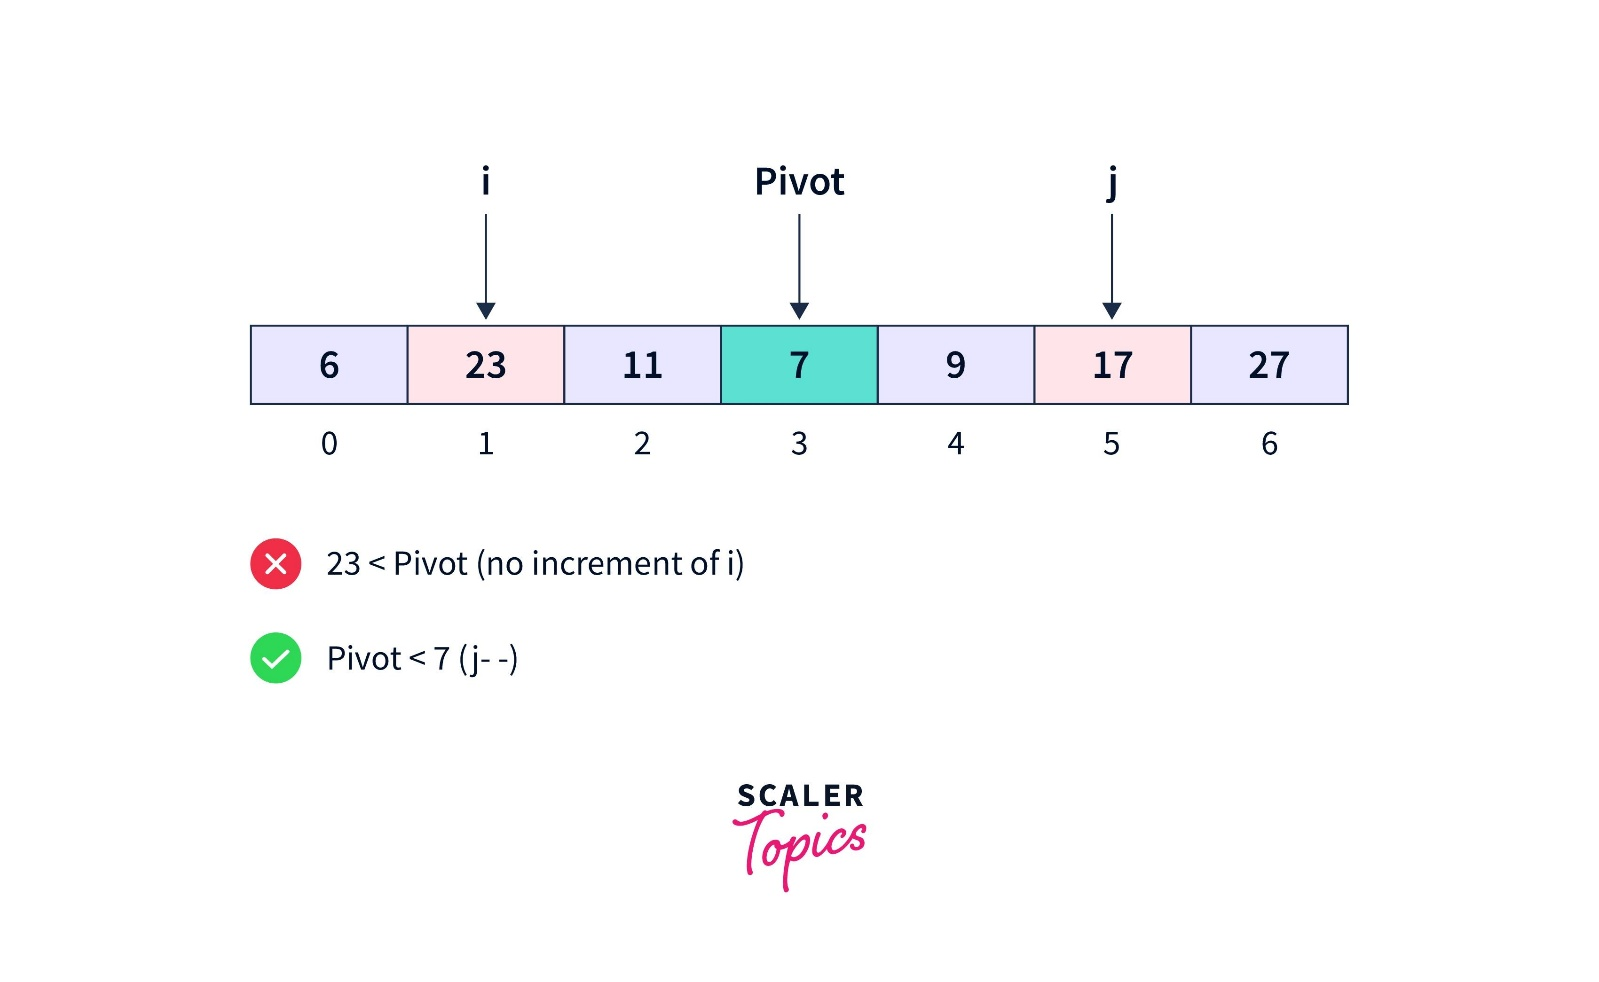 i Pivot j
6 23 11 7 9 17 27
0 1 2 3 4 5 6
23 < Pivot (no increment of i)
Pivot < 7 (j- -)
SCALER
Topics